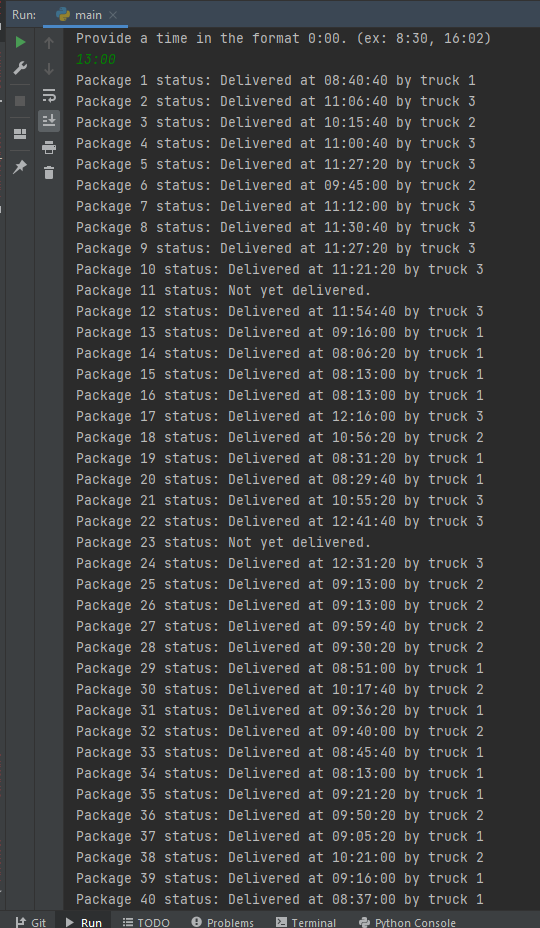 Run: main
Provide a time in the format 0:00. (ex: 8:30, 16:02)
13:00
Package 1 status: Delivered at 08:40:40 by truck 1
Package 2 status: Delivered at 11:06:40 by truck 3
Package 3 status: Delivered at 10:15:40 by truck 2
Package 4 status: Delivered at 11:00:40 by truck 3
Package 5 status: Delivered at 11:27:20 by truck 3
Package 6 status: Delivered at 09:45:00 by truck 2
Package 7 status: Delivered at 11:12:00 by truck 3
Package 8 status: Delivered at 11:30:40 by truck 3
Package 9 status: Delivered at 11:27:20 by truck 3
Package 10 status: Delivered at 11:21:20 by truck 3
Package 11 status: Not yet delivered.
Package 12 status: Delivered at 11:54:40 by truck 3
Package 13 status: Delivered at 09:16:00 by truck 1
Package 14 status: Delivered at 08:06:20 by truck 1
Package 15 status: Delivered at 08:13:00 by truck 1
Package 16 status: Delivered at 08:13:00 by truck 1
Package 17 status: Delivered at 12:16:00 by truck 3
Package 18 status: Delivered at 10:56:20 by truck 2
Package 19 status: Delivered at 08:31:20 by truck 1
Package 20 status: Delivered at 08:29:40 by truck 1
Package 21 status: Delivered at 10:55:20 by truck 3
Package 22 status: Delivered at 12:41:40 by truck 3
Package 23 status: Not yet delivered.
Package 24 status: Delivered at 12:31:20 by truck 3
Package 25 status: Delivered at 09:13:00 by truck 2
Package 26 status: Delivered at 09:13:00 by truck 2
Package 27 status: Delivered at 09:59:40 by truck 2
Package 28 status: Delivered at 09:30:20 by truck 2
Package 29 status: Delivered at 08:51:00 by truck 1
Package 30 status: Delivered at 10:17:40 by truck 2
Package 31 status: Delivered at 09:36:20 by truck 1
Package 32 status: Delivered at 09:40:00 by truck 2
Package 33 status: Delivered at 08:45:40 by truck 1
Package 34 status: Delivered at 08:13:00 by truck 1
Package 35 status: Delivered at 09:21:20 by truck 1
Package 36 status: Delivered at 09:50:20 by truck 2
Package 37 status: Delivered at 09:05:20 by truck 1
Package 38 status: Delivered at 10:21:00 by truck 2
Package 39 status: Delivered at 09:16:00 by truck 1
Package 40 status: Delivered at 08:37:00 by truck 1
Git Run TODO Problems Terminal Python Console